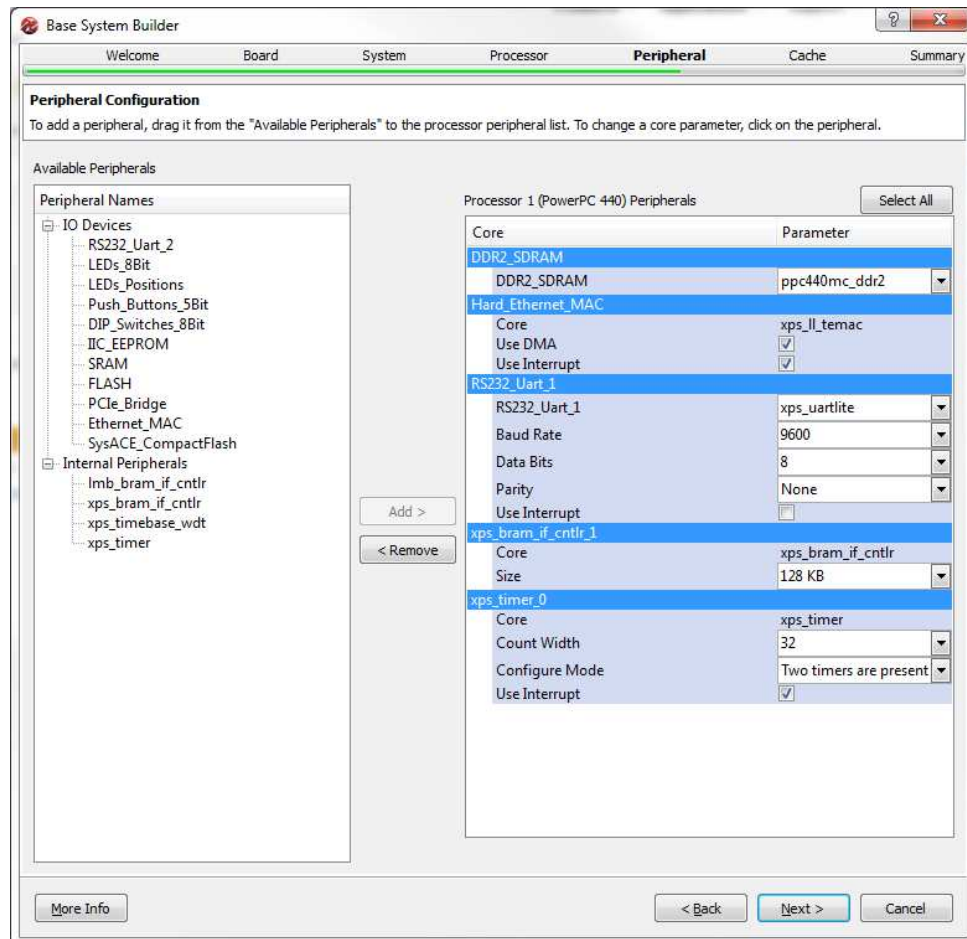 Base System Builder
Welcome Board System Processor Peripheral Cache Summary
Peripheral Configuration
To add a peripheral, drag it from the "Available Peripherals" to the processor peripheral list. To change a core parameter, click on the peripheral.
Available Peripherals
Peripheral Names
IO Devices
RS232_Uart_2
LEDs_8Bit
LEDs_Positions
Push_Buttons_5Bit
DIP_Switches_8Bit
IIC_EEPROM
SRAM
FLASH
PCIe_Bridge
Ethernet_MAC
SysACE_CompactFlash
Internal Peripherals
lmb_bram_if_cntlr
xps_bram_if_cntlr
xps_timebase_wdt
xps_timer
Add >
< Remove
Processor 1 (PowerPC 440) Peripherals Select All
Core Parameter
DDR2_SDRAM
DDR2_SDRAM ppc440mc_ddr2
Hard_Ethernet_MAC
Core xps_ll_temac
Use DMA
Use Interrupt
RS232_Uart_1
RS232_Uart_1 xps_uartlite
Baud Rate 9600
Data Bits 8
Parity None
Use Interrupt
xps_bram_if_cntlr_1
Core xps_bram_if_cntlr
Size 128 KB
xps_timer_0
Core xps_timer
Count Width 32
Configure Mode Two timers are present
Use Interrupt
More Info < Back Next > Cancel